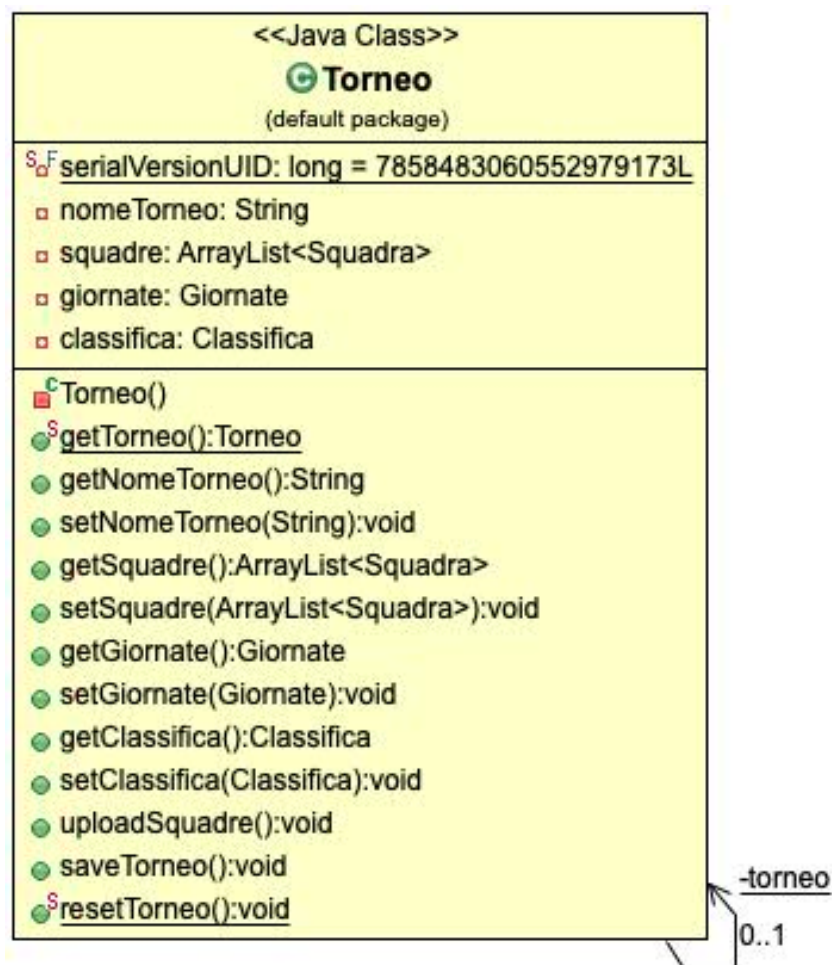 <<Java Class>>
C Torneo
(default package)
S F serialVersionUID: long = 7858483060552979173L
nomeTorneo: String
squadre: ArrayList<Squadra>
giornate: Giornate
classifica: Classifica
C Torneo()
S getTorneo():Torneo
getNomeTorneo():String
setNomeTorneo(String):void
getSquadre():ArrayList<Squadra>
setSquadre(ArrayList<Squadra>):void
getGiornate():Giornate
setGiornate(Giornate):void
getClassifica():Classifica
setClassifica(Classifica):void
uploadSquadre():void
saveTorneo():void
S resetTorneo():void
-torneo
0..1